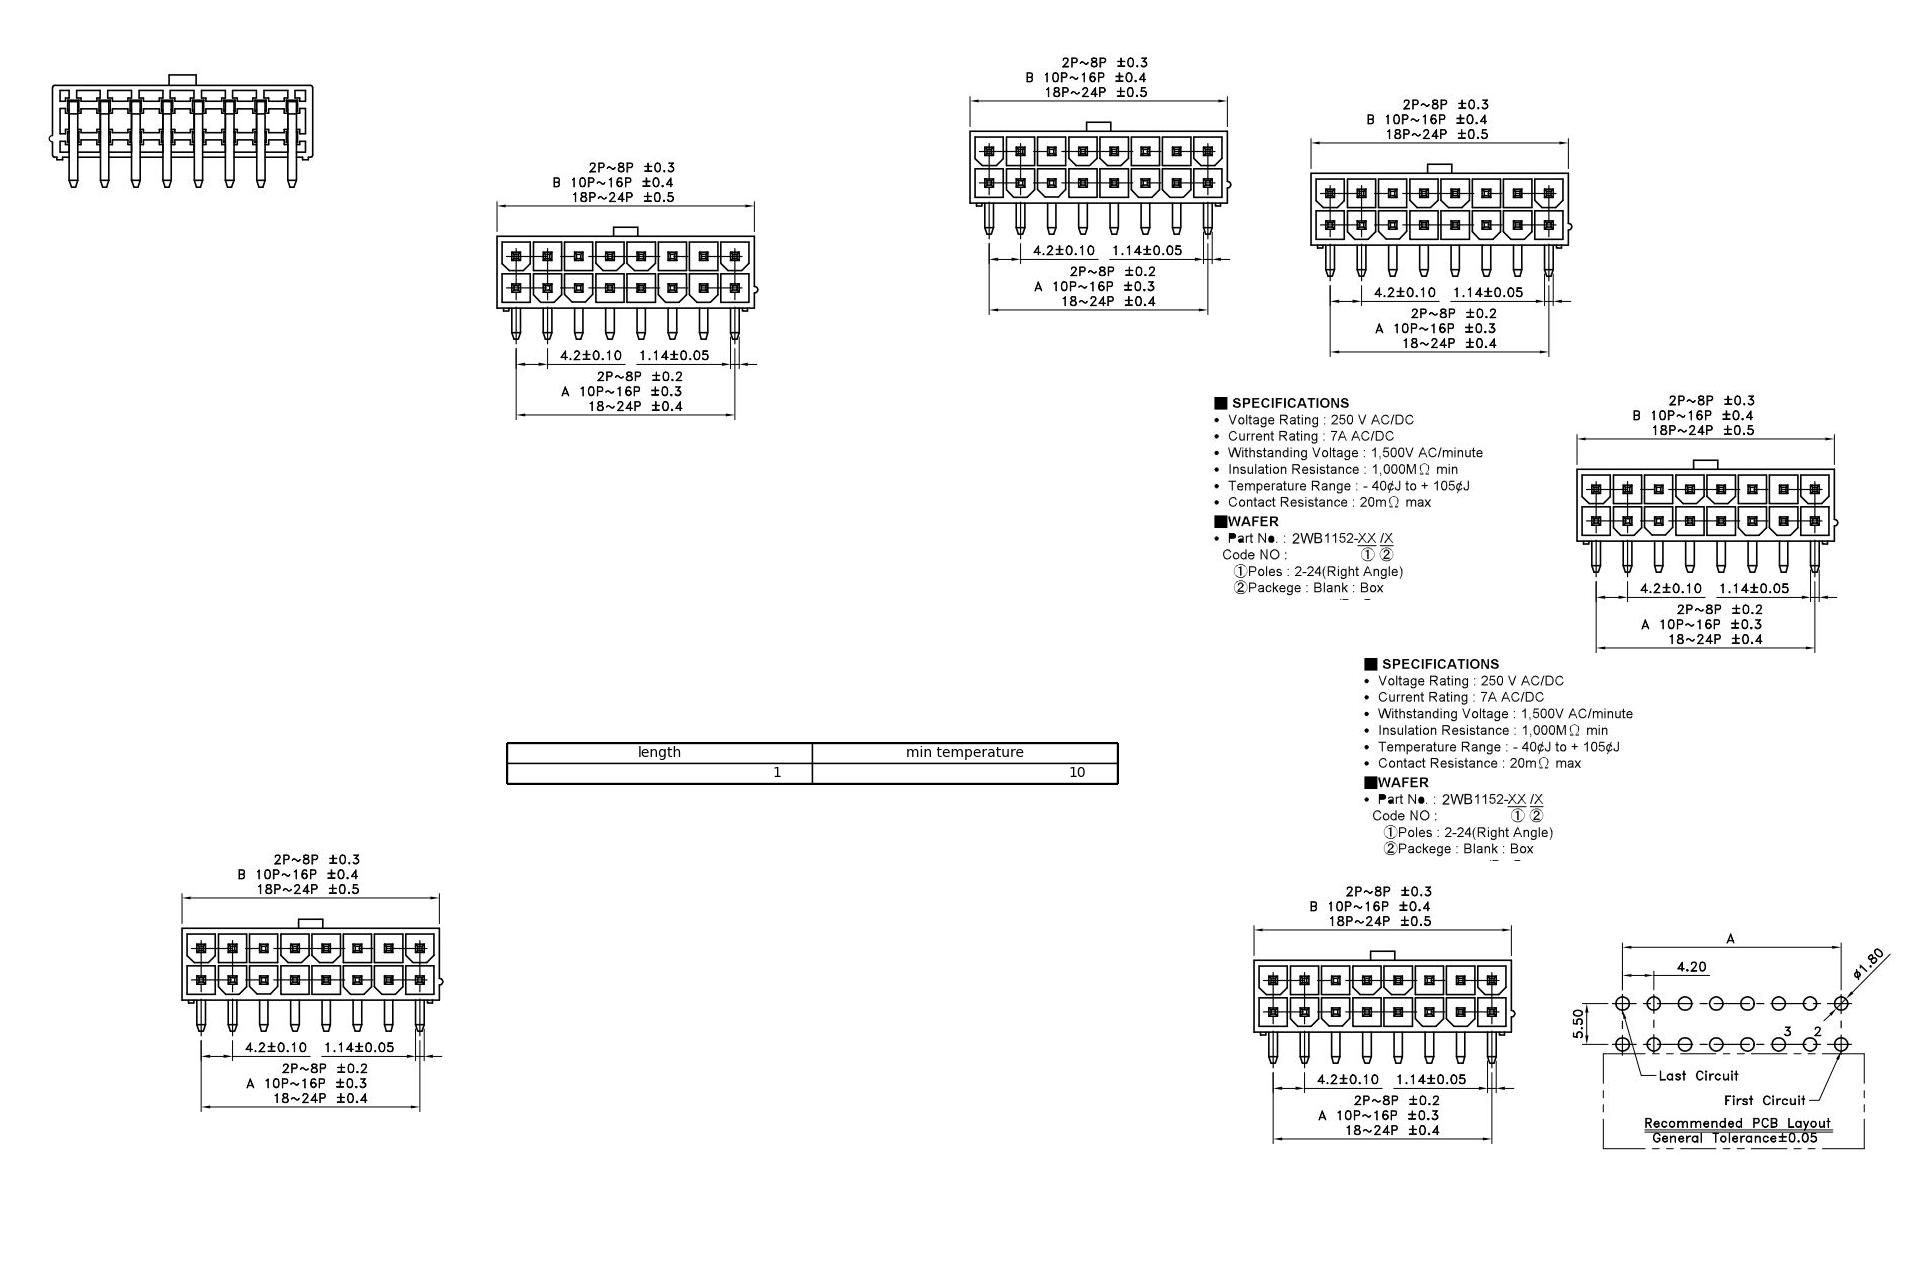 2P~8P ±0.3
B 10P~16P ±0.4
18P~24P ±0.5
4.2±0.10 1.14±0.05
2P~8P ±0.2
A 10P~16P ±0.3
18~24P ±0.4
2P~8P ±0.3
B 10P~16P ±0.4
18P~24P ±0.5
4.2±0.10 1.14±0.05
2P~8P ±0.2
A 10P~16P ±0.3
18~24P ±0.4
2P~8P ±0.3
B 10P~16P ±0.4
18P~24P ±0.5
4.2±0.10 1.14±0.05
2P~8P ±0.2
A 10P~16P ±0.3
18~24P ±0.4
■ SPECIFICATIONS
• Voltage Rating : 250 V AC/DC
• Current Rating : 7A AC/DC
• Withstanding Voltage : 1,500V AC/minute
• Insulation Resistance : 1,000MΩ min
• Temperature Range : - 40¢J to + 105¢J
• Contact Resistance : 20mΩ max
■WAFER
• Part No. : 2WB1152-XX /X
Code NO : ① ②
①Poles : 2-24(Right Angle)
②Packege : Blank : Box
2P~8P ±0.3
B 10P~16P ±0.4
18P~24P ±0.5
4.2±0.10 1.14±0.05
2P~8P ±0.2
A 10P~16P ±0.3
18~24P ±0.4
■ SPECIFICATIONS
• Voltage Rating : 250 V AC/DC
• Current Rating : 7A AC/DC
• Withstanding Voltage : 1,500V AC/minute
• Insulation Resistance : 1,000MΩ min
• Temperature Range : - 40¢J to + 105¢J
• Contact Resistance : 20mΩ max
■WAFER
• Part No. : 2WB1152-XX /X
Code NO : ① ②
①Poles : 2-24(Right Angle)
②Packege : Blank : Box
length min temperature
1 10
2P~8P ±0.3
B 10P~16P ±0.4
18P~24P ±0.5
4.2±0.10 1.14±0.05
2P~8P ±0.2
A 10P~16P ±0.3
18~24P ±0.4
2P~8P ±0.3
B 10P~16P ±0.4
18P~24P ±0.5
4.2±0.10 1.14±0.05
2P~8P ±0.2
A 10P~16P ±0.3
18~24P ±0.4
A
4.20
ø1.80
5.50
3 2
Last Circuit
First Circuit
Recommended PCB Layout
General Tolerance±0.05